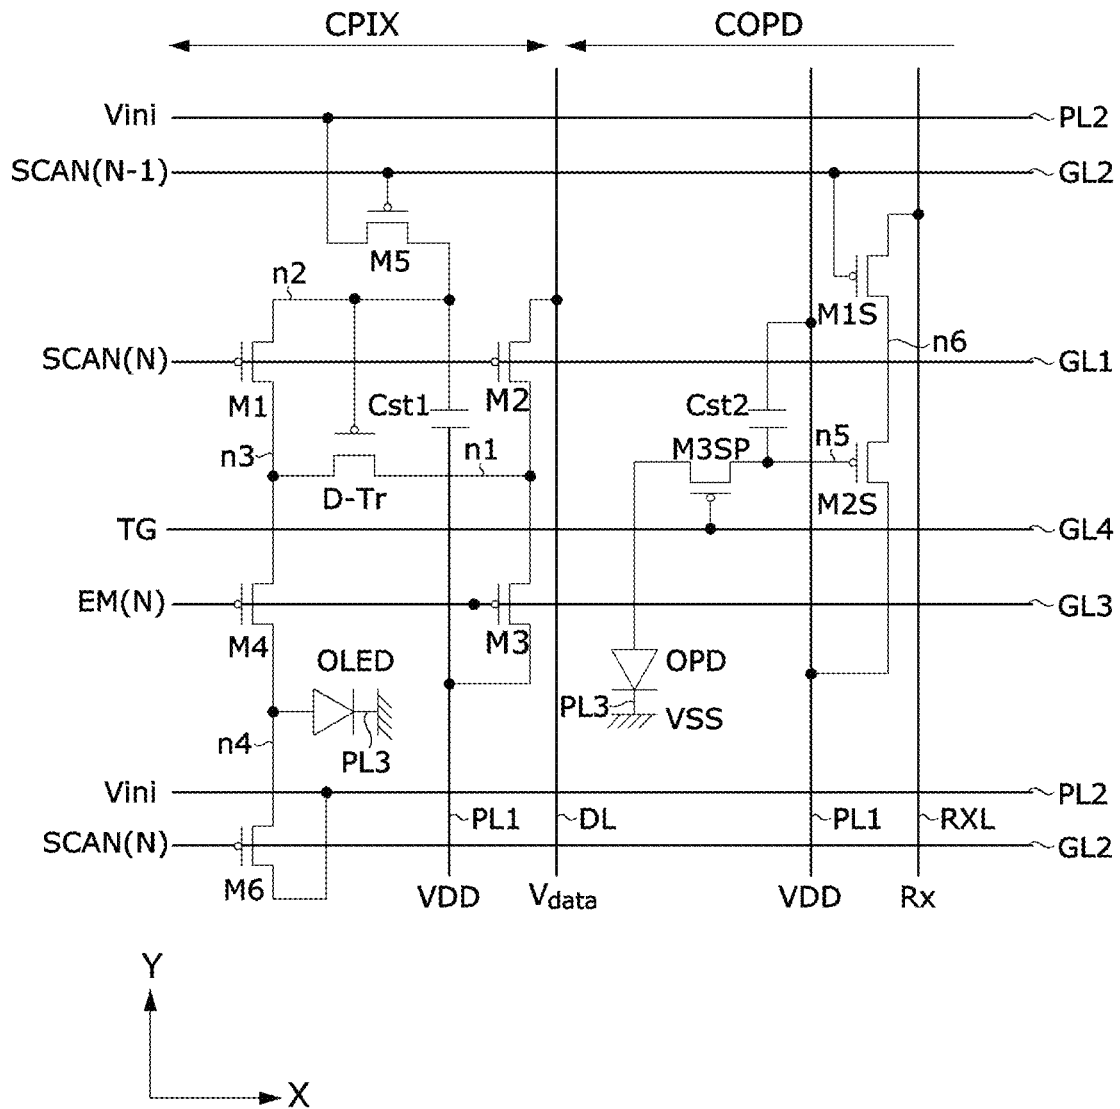 CPIX COPD
Vini PL2
SCAN(N-1) GL2
M5
n2
M1S
n6
SCAN(N) GL1
M1 M2
Cst1 Cst2
n3 n1 M3SP n5
D-Tr M2S
TG GL4
EM(N) GL3
M4 M3
OLED OPD
PL3 VSS
n4 PL3
Vini PL2
PL1 DL PL1 RXL
SCAN(N) GL2
M6 VDD Vdata VDD Rx
Y
X